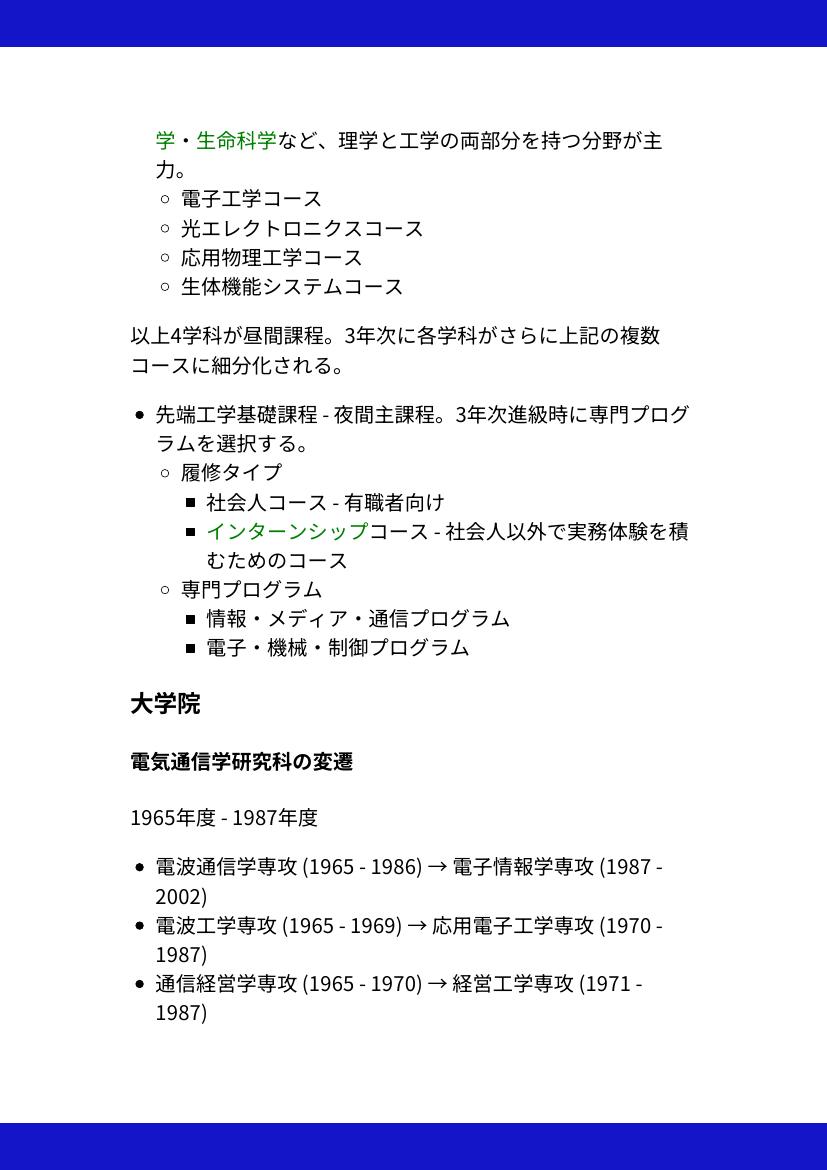 学・生命科学など、理学と工学の両部分を持つ分野が主
力。
電子工学コース
光エレクトロニクスコース
応用物理工学コース
生体機能システムコース
以上4学科が昼間課程。3年次に各学科がさらに上記の複数
コースに細分化される。
先端工学基礎課程 - 夜間主課程。3年次進級時に専門プログ
ラムを選択する。
履修タイプ
社会人コース - 有職者向け
インターンシップコース - 社会人以外で実務体験を積
むためのコース
専門プログラム
情報・メディア・通信プログラム
電子・機械・制御プログラム
大学院
電気通信学研究科の変遷
1965年度 - 1987年度
電波通信学専攻 (1965 - 1986) → 電子情報学専攻 (1987 -
2002)
電波工学専攻 (1965 - 1969) → 応用電子工学専攻 (1970 -
1987)
通信経営学専攻 (1965 - 1970) → 経営工学専攻 (1971 -
1987)